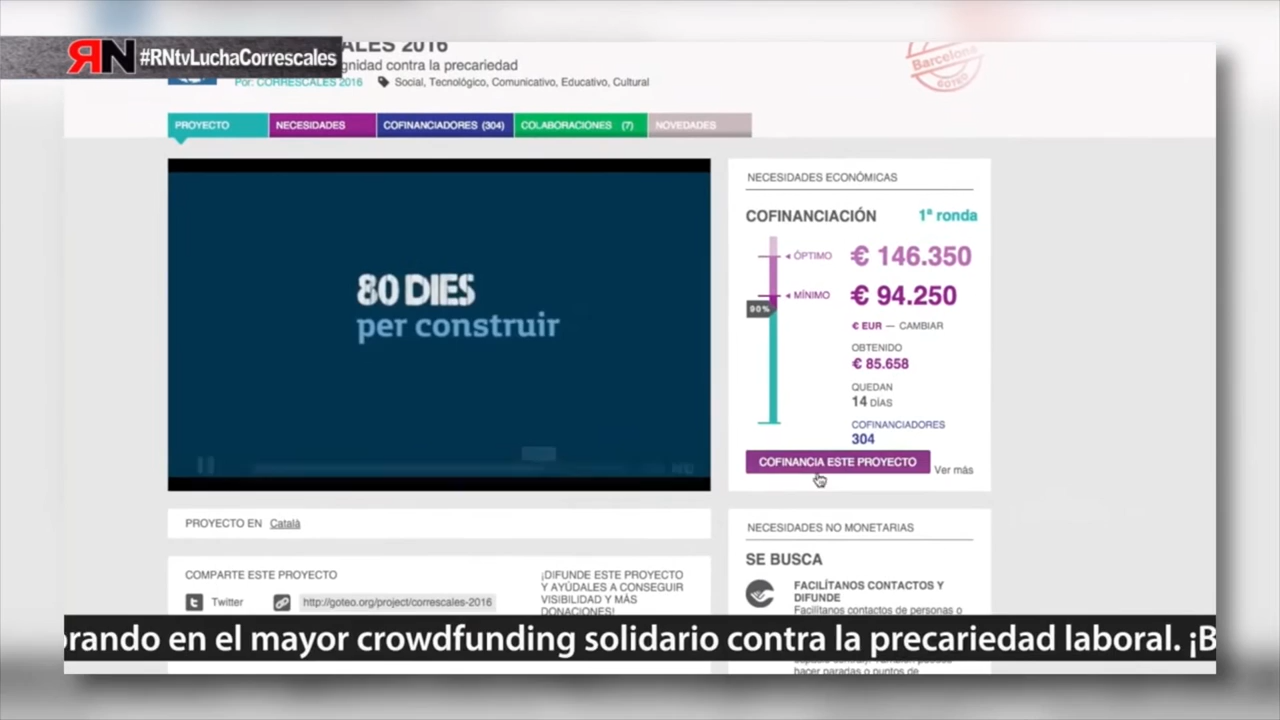 RN #RNtvLuchaCorrescales
ALES 2016
gnidad contra la precariedad
Por: CORRESCALES 2016 Social, Tecnológico, Comunicativo, Educativo, Cultural
Barcelona
GOTEO
PROYECTO NECESIDADES COFINANCIADORES (304) COLABORACIONES (7) NOVEDADES
80 DIES
per construir
NECESIDADES ECONÓMICAS
COFINANCIACIÓN 1ª ronda
ÓPTIMO € 146.350
MÍNIMO € 94.250
90%
€ EUR — CAMBIAR
OBTENIDO
€ 85.658
QUEDAN
14 DÍAS
COFINANCIADORES
304
COFINANCIA ESTE PROYECTO Ver más
PROYECTO EN Català
COMPARTE ESTE PROYECTO
Twitter http://goteo.org/project/correscales-2016
¡DIFUNDE ESTE PROYECTO
Y AYÚDALES A CONSEGUIR
VISIBILIDAD Y MÁS
DONACIONES!
NECESIDADES NO MONETARIAS
SE BUSCA
FACILÍTANOS CONTACTOS Y
DIFUNDE
Facilítanos contactos de personas o
orando en el mayor crowdfunding solidario contra la precariedad laboral. ¡B
hacer paradas o puntos de